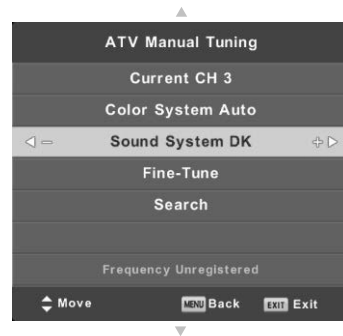 ATV Manual Tuning
Current CH 3
Color System Auto
Sound System DK
Fine-Tune
Search
Frequency Unregistered
Move MENU Back EXIT Exit